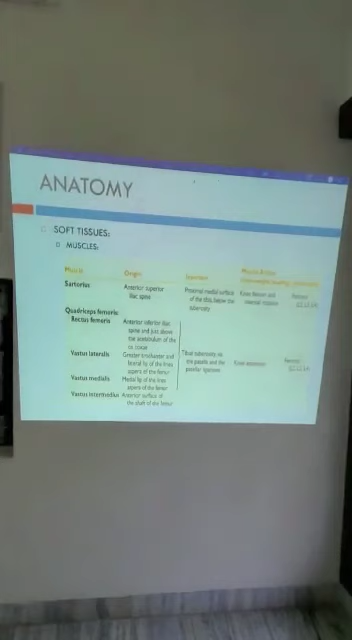 ANATOMY
SOFT TISSUES:
MUSCLES:
Muscle Origin Insertion Muscle Action
Sartorius Anterior superior iliac spine Proximal medial surface of the tibia, below the tuberosity Knee flexion and
Quadriceps femoris:
Rectus femoris Anterior inferior iliac spine and just above the acetabulum of the
Vastus lateralis Greater trochanter and lateral lip of the linea aspera of the femur Tibial tuberosity via the patella and the patellar ligament Knee extension
Vastus medialis Medial lip of the linea aspera of the femur
Vastus intermedius Anterior surface of the shaft of the femur